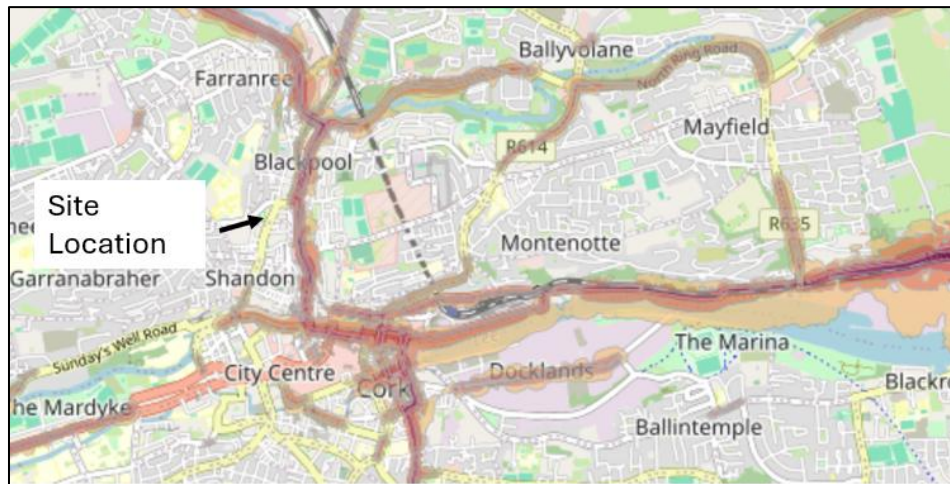 Ballyvolane
North Ring Road
Farranree
Mayfield
R614
Blackpool
Site
Location
R635
Montenotte
Shandon
Garranabraher
Sunday's Well Road
The Marina
City Centre
Docklands
Cork
he Mardyke
Blackro
Ballintemple